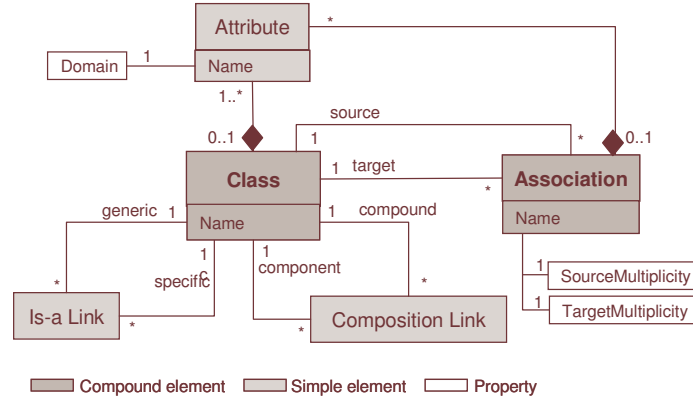 Attribute
*
Domain
1
Name
1..*
source
0..1
1
*
0..1
Class
1
target
*
Association
generic
1
Name
1
compound
Name
1
c
1
*
specific
component
*
1
SourceMultiplicity
Is-a Link
*
*
Composition Link
1
TargetMultiplicity
Compound element
Simple element
Property